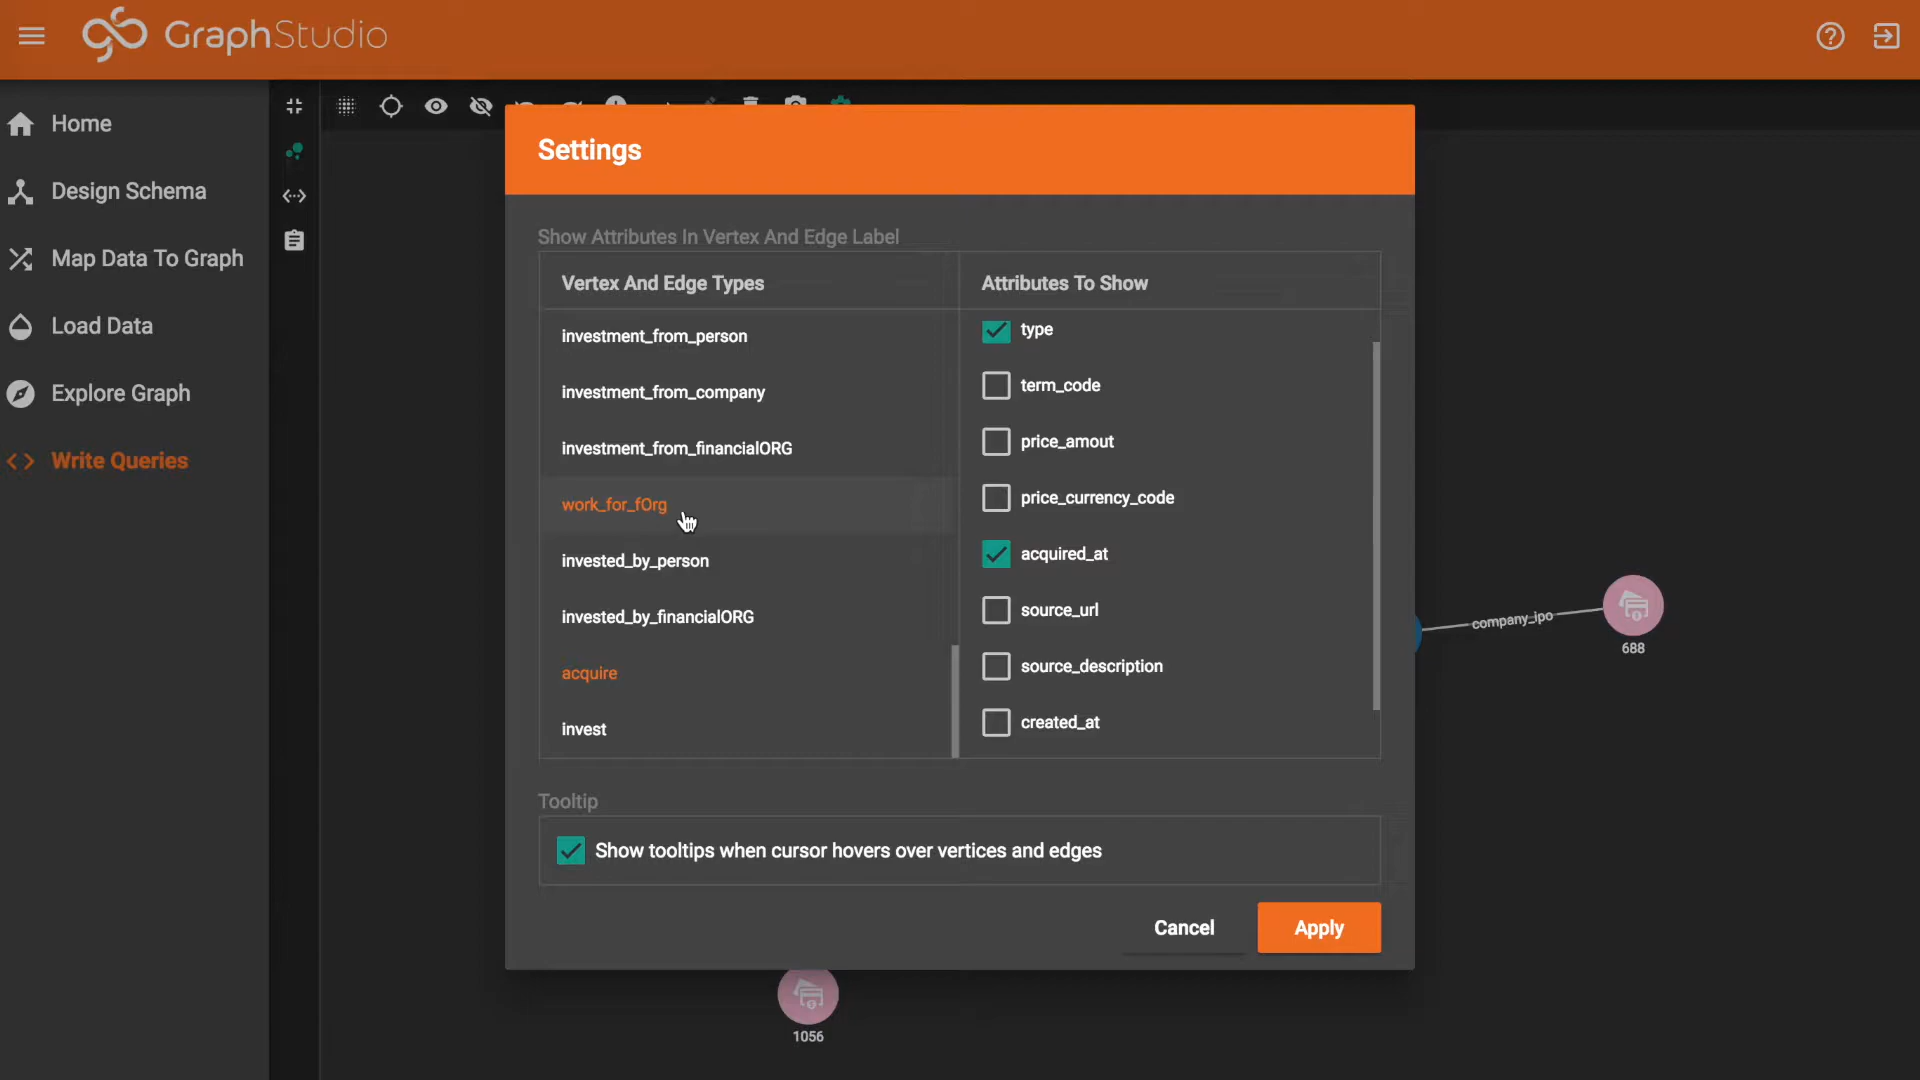 GraphStudio
Home
Design Schema
Map Data To Graph
Load Data
Explore Graph
Write Queries
Settings
Show Attributes In Vertex And Edge Label
Vertex And Edge Types
Attributes To Show
investment_from_person
investment_from_company
investment_from_financialORG
work_for_fOrg
invested_by_person
invested_by_financialORG
acquire
invest
type
term_code
price_amout
price_currency_code
acquired_at
source_url
source_description
created_at
Tooltip
Show tooltips when cursor hovers over vertices and edges
Cancel
Apply
company_ipo
688
1056